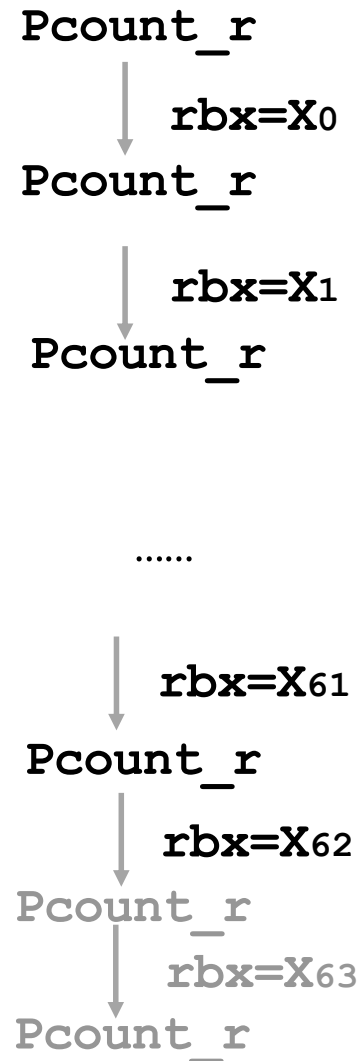 Pcount_r
rbx=X0
Pcount_r
rbx=X1
Pcount_r
......
rbx=X61
Pcount_r
rbx=X62
Pcount_r
rbx=X63
Pcount_r